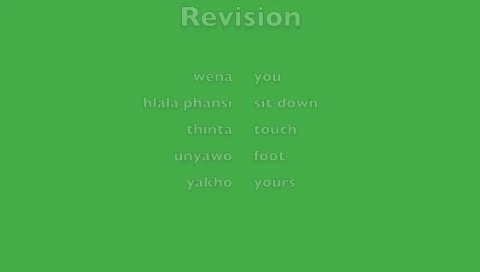 Revision
wena you
hlala phansi sit down
thinta touch
unyawo foot
yakho yours